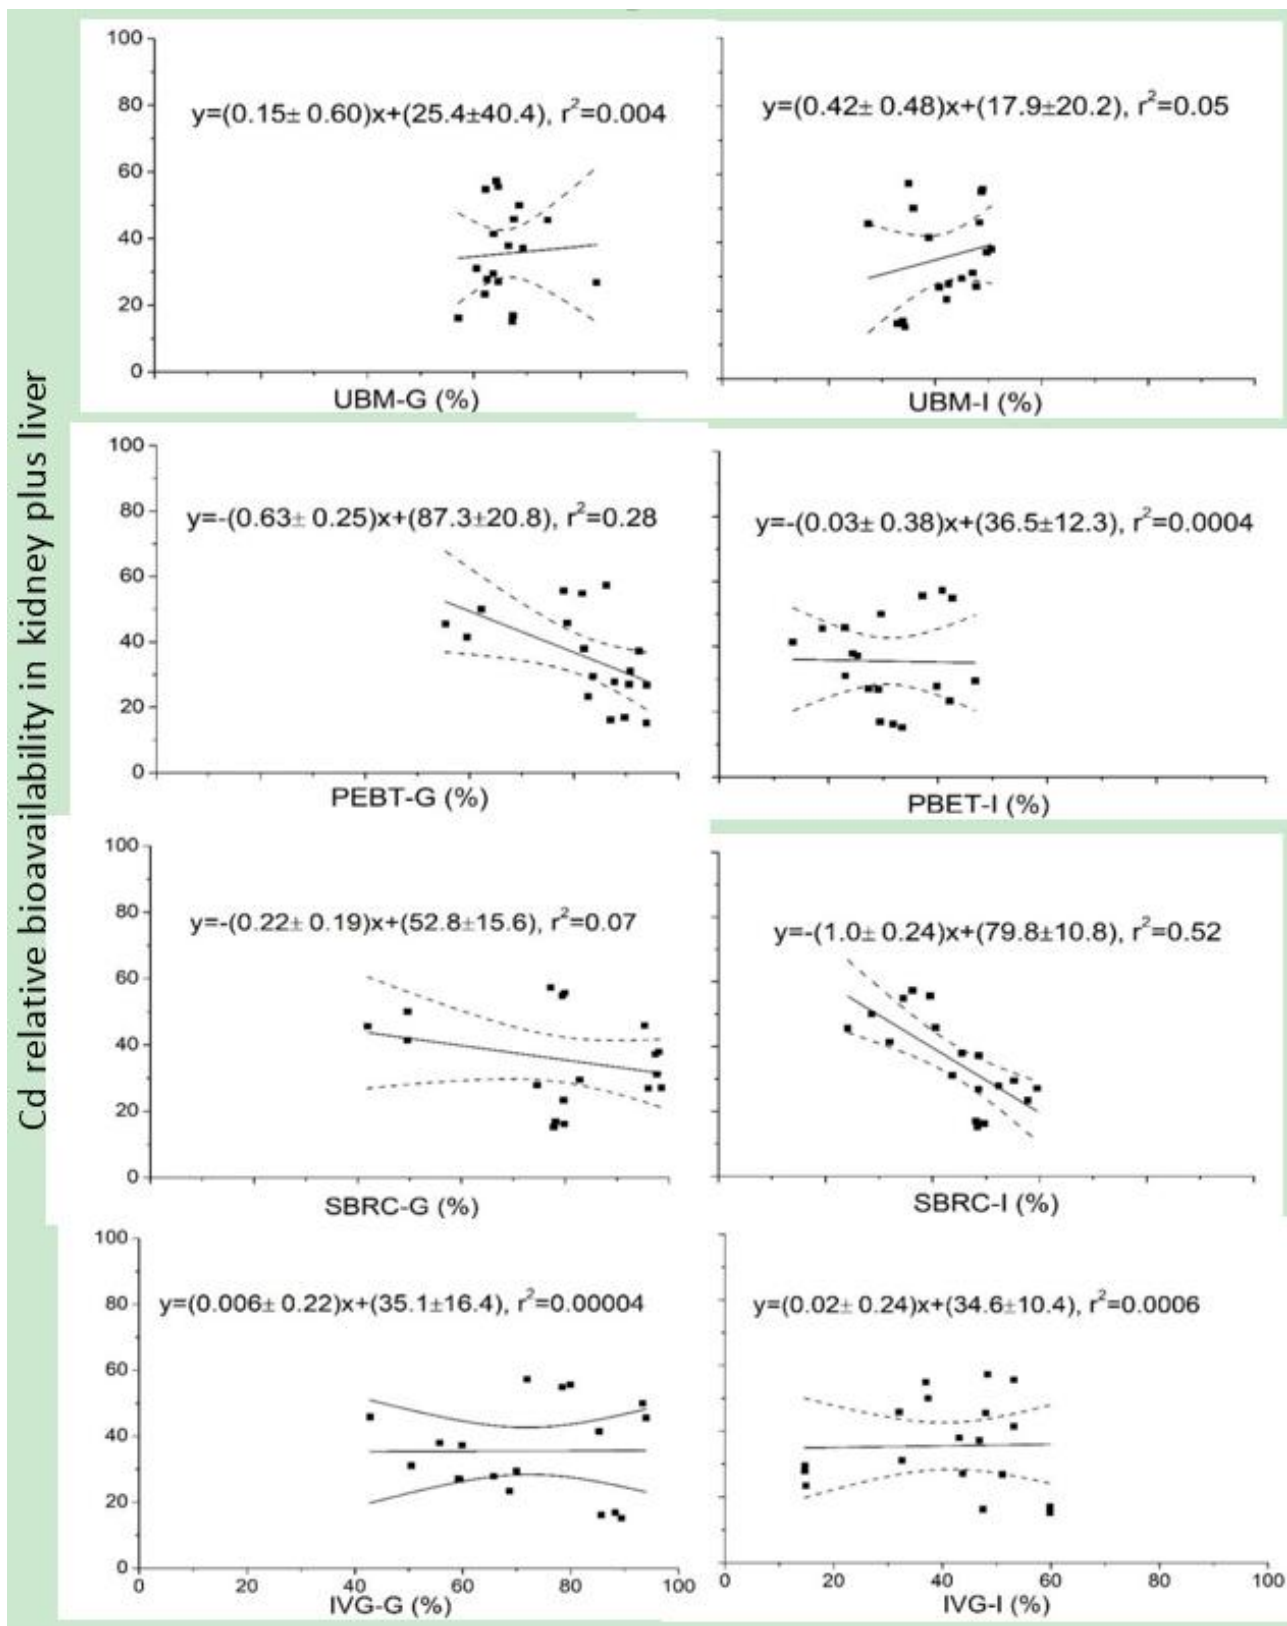 Cd relative bioavailability in kidney plus liver
100
80
60
40
20
0
y=(0.15± 0.60)x+(25.4±40.4), r²=0.004
UBM-G (%)
y=(0.42± 0.48)x+(17.9±20.2), r²=0.05
UBM-I (%)
100
80
60
40
20
0
y=-(0.63± 0.25)x+(87.3±20.8), r²=0.28
PEBT-G (%)
y=-(0.03± 0.38)x+(36.5±12.3), r²=0.0004
PBET-I (%)
100
80
60
40
20
0
y=-(0.22± 0.19)x+(52.8±15.6), r²=0.07
SBRC-G (%)
y=-(1.0± 0.24)x+(79.8±10.8), r²=0.52
SBRC-I (%)
100
80
60
40
20
0
y=(0.006± 0.22)x+(35.1±16.4), r²=0.00004
0 20 40 60 80 100
IVG-G (%)
y=(0.02± 0.24)x+(34.6±10.4), r²=0.0006
0 20 40 60 80 100
IVG-I (%)